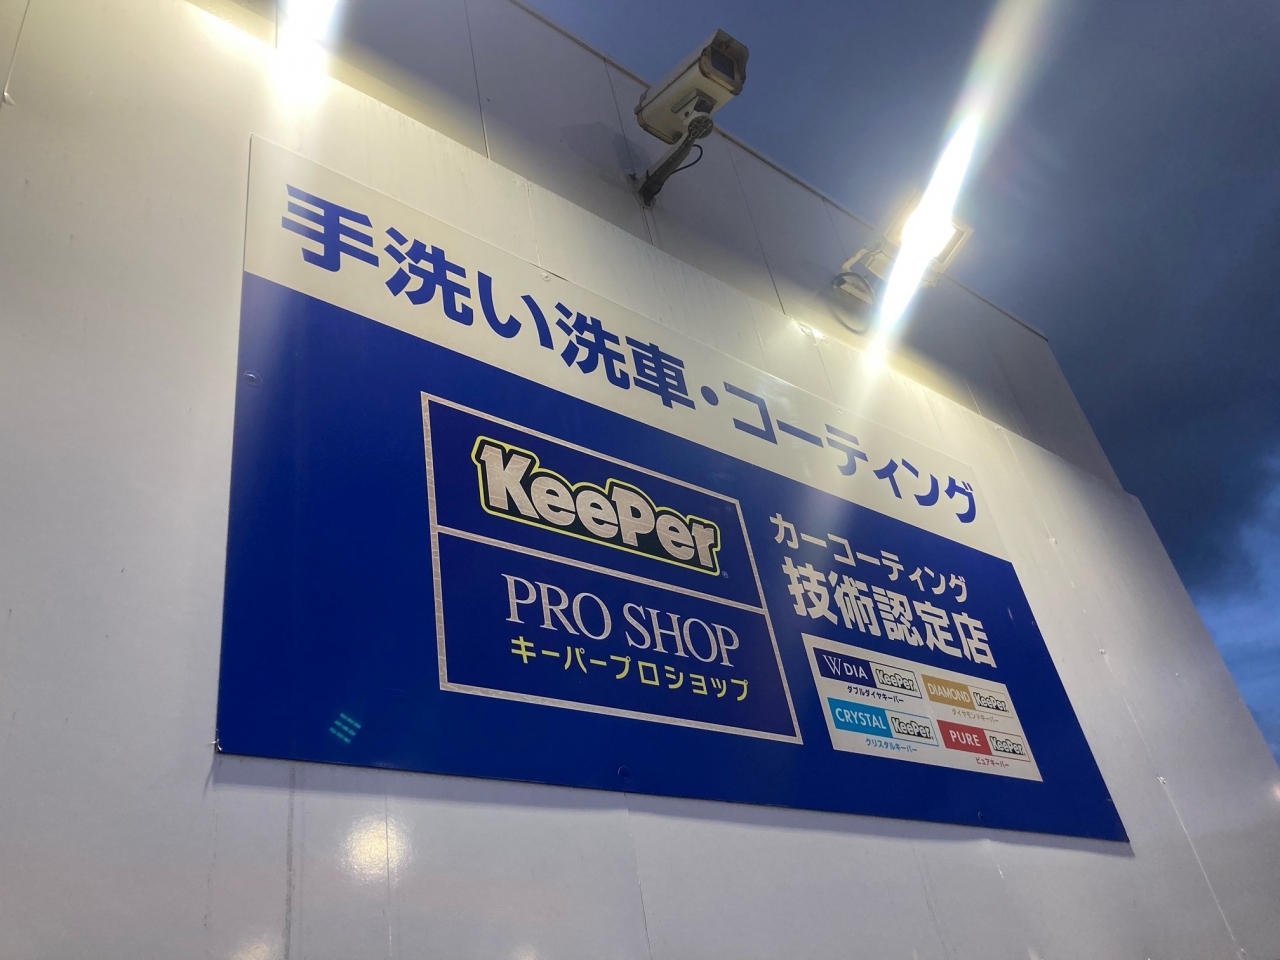 手洗い洗車・コーティング
KeePer
PRO SHOP
キーパープロショップ
カーコーティング
技術認定店
W DIA KeePer
ダブルダイヤキーパー
DIAMOND KeePer
ダイヤモンドキーパー
CRYSTAL KeePer
クリスタルキーパー
PURE KeePer
ピュアキーパー